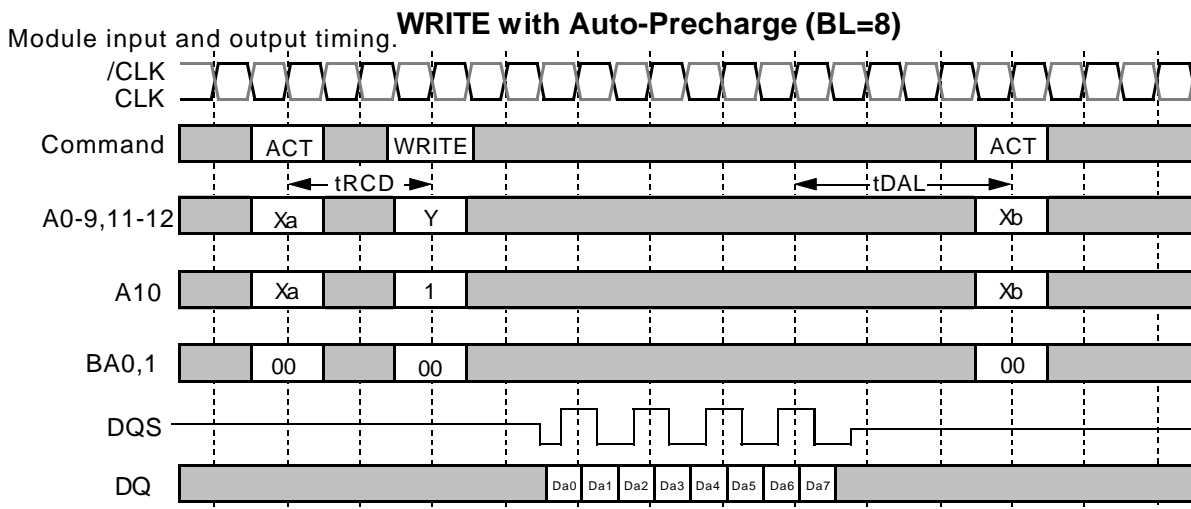 WRITE with Auto-Precharge (BL=8)
Module input and output timing.
/CLK
CLK
Command ACT WRITE ACT
tRCD tDAL
A0-9,11-12 Xa Y Xb
A10 Xa 1 Xb
BA0,1 00 00 00
DQS
DQ Da0 Da1 Da2 Da3 Da4 Da5 Da6 Da7